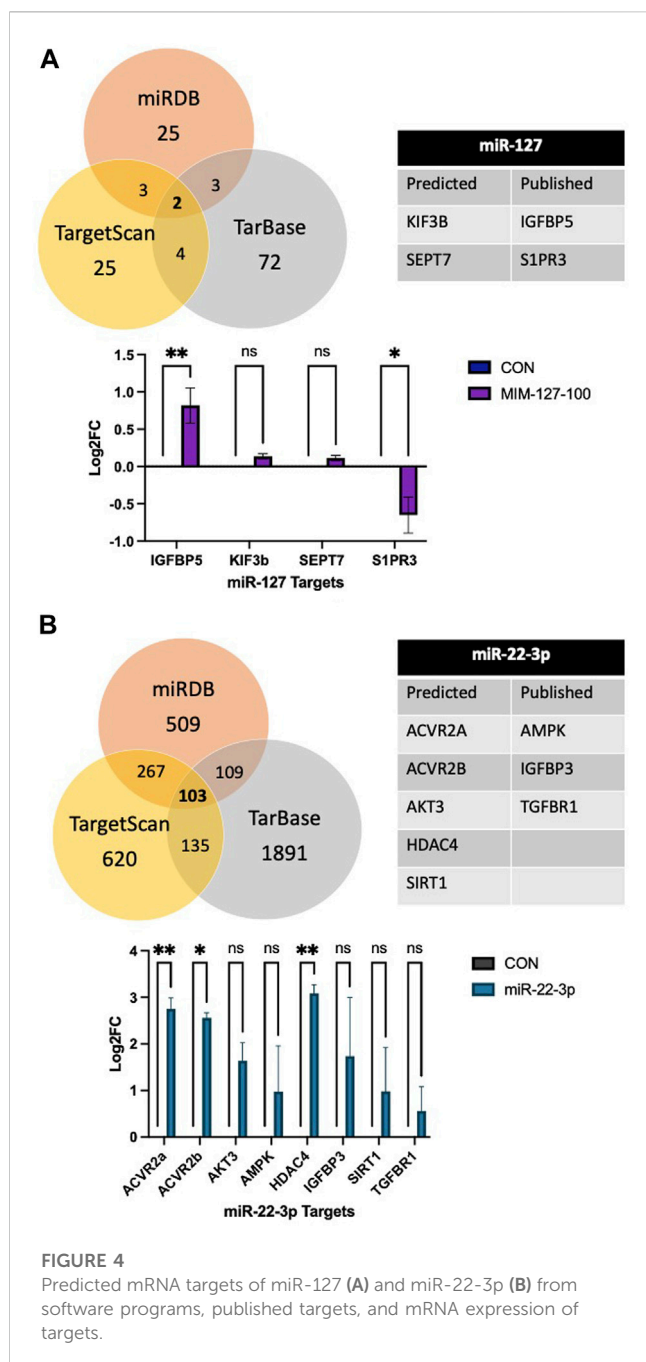 A
miRDB
25
3
2
3
TargetScan
25
4
TarBase
72
miR-127
Predicted Published
KIF3B IGFBP5
SEPT7 S1PR3
** ns ns *
1.5
1.0
0.5
0.0
-0.5
-1.0
Log2FC
IGFBP5 KIF3b SEPT7 S1PR3
miR-127 Targets
CON
MIM-127-100
B
miRDB
509
267
109
103
TargetScan
620
135
TarBase
1891
miR-22-3p
Predicted Published
ACVR2A AMPK
ACVR2B IGFBP3
AKT3 TGFBR1
HDAC4
SIRT1
** * ns ns ** ns ns ns
4
3
2
1
0
Log2FC
ACVR2a ACVR2b AKT3 AMPK HDAC4 IGFBP3 SIRT1 TGFBR1
miR-22-3p Targets
CON
miR-22-3p
FIGURE 4
Predicted mRNA targets of miR-127 (A) and miR-22-3p (B) from
software programs, published targets, and mRNA expression of
targets.